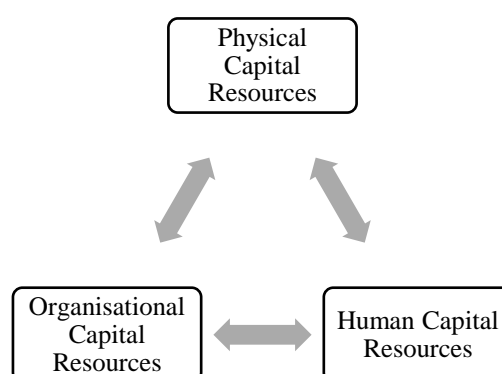 Physical
Capital
Resources
Organisational
Capital
Resources
Human Capital
Resources